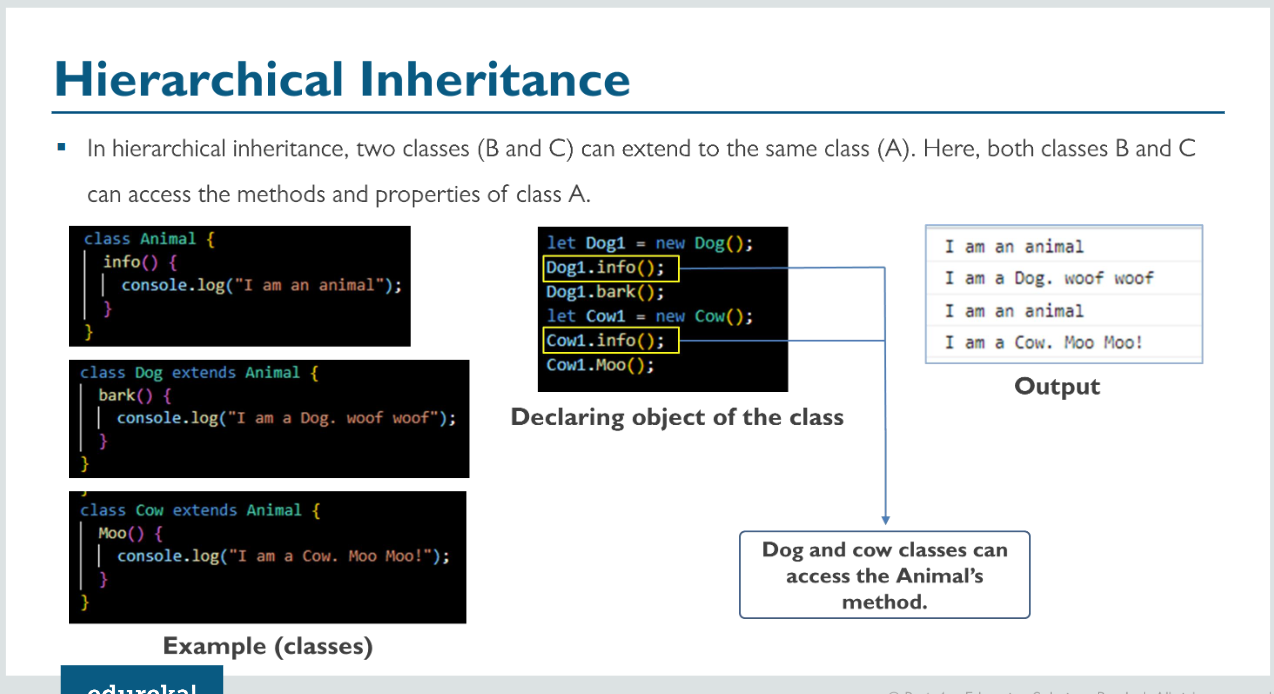 Hierarchical Inheritance
▪ In hierarchical inheritance, two classes (B and C) can extend to the same class (A). Here, both classes B and C
can access the methods and properties of class A.
class Animal {
info() {
console.log("I am an animal");
}
}
class Dog extends Animal {
bark() {
console.log("I am a Dog. woof woof");
}
}
}
class Cow extends Animal {
Moo() {
console.log("I am a Cow. Moo Moo!");
}
}
Example (classes)
let Dog1 = new Dog();
Dog1.info();
Dog1.bark();
let Cow1 = new Cow();
Cow1.info();
Cow1.Moo();
Declaring object of the class
I am an animal
I am a Dog. woof woof
I am an animal
I am a Cow. Moo Moo!
Output
Dog and cow classes can
access the Animal's
method.
edureka!